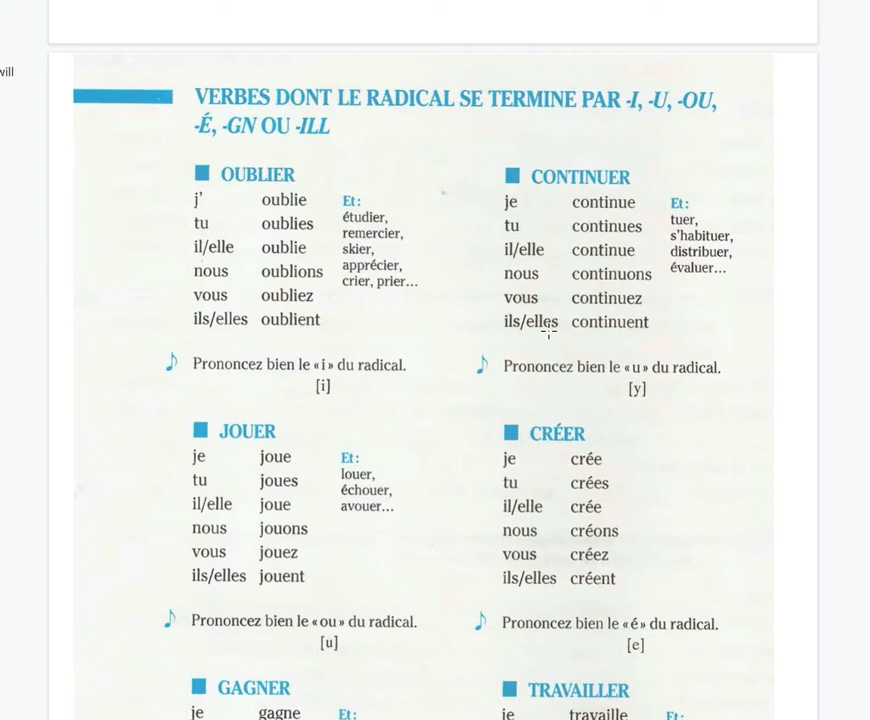 will
VERBES DONT LE RADICAL SE TERMINE PAR -I, -U, -OU,
-É, -GN OU -ILL
OUBLIER
j' oublie
tu oublies
il/elle oublie
nous oublions
vous oubliez
ils/elles oublient
Et:
étudier,
remercier,
skier,
apprécier,
crier, prier...
Prononcez bien le «i» du radical.
[i]
CONTINUER
je continue
tu continues
il/elle continue
nous continuons
vous continuez
ils/elles continuent
Et:
tuer,
s'habituer,
distribuer,
évaluer...
Prononcez bien le «u» du radical.
[y]
JOUER
je joue
tu joues
il/elle joue
nous jouons
vous jouez
ils/elles jouent
Et:
louer,
échouer,
avouer...
Prononcez bien le «ou» du radical.
[u]
CRÉER
je crée
tu crées
il/elle crée
nous créons
vous créez
ils/elles créent
Prononcez bien le «é» du radical.
[e]
GAGNER
je gagne
Et:
TRAVAILLER
je travaille
Et: